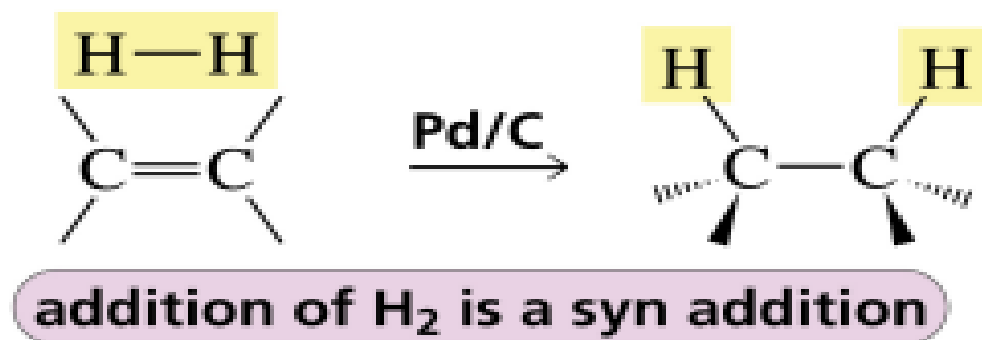 H—H H H
Pd/C
C=C C—C
addition of H₂ is a syn addition